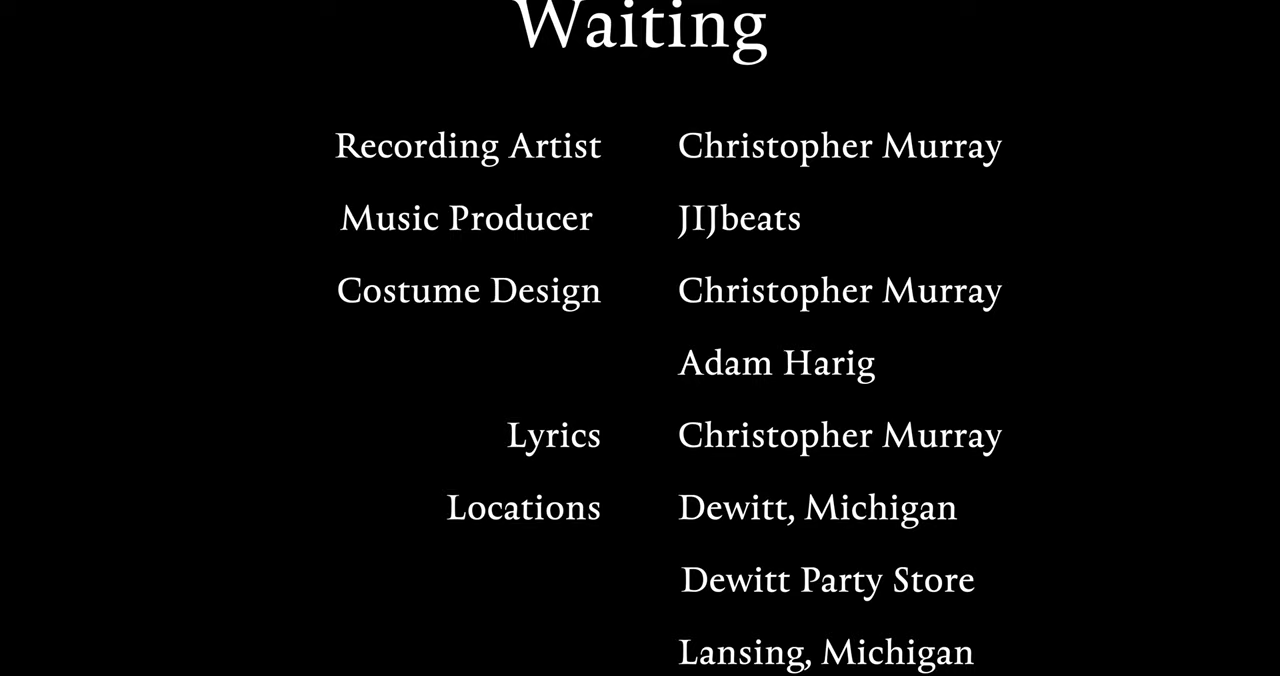 Waiting
Recording Artist Christopher Murray
Music Producer JIJbeats
Costume Design Christopher Murray
Adam Harig
Lyrics Christopher Murray
Locations Dewitt, Michigan
Dewitt Party Store
Lansing, Michigan